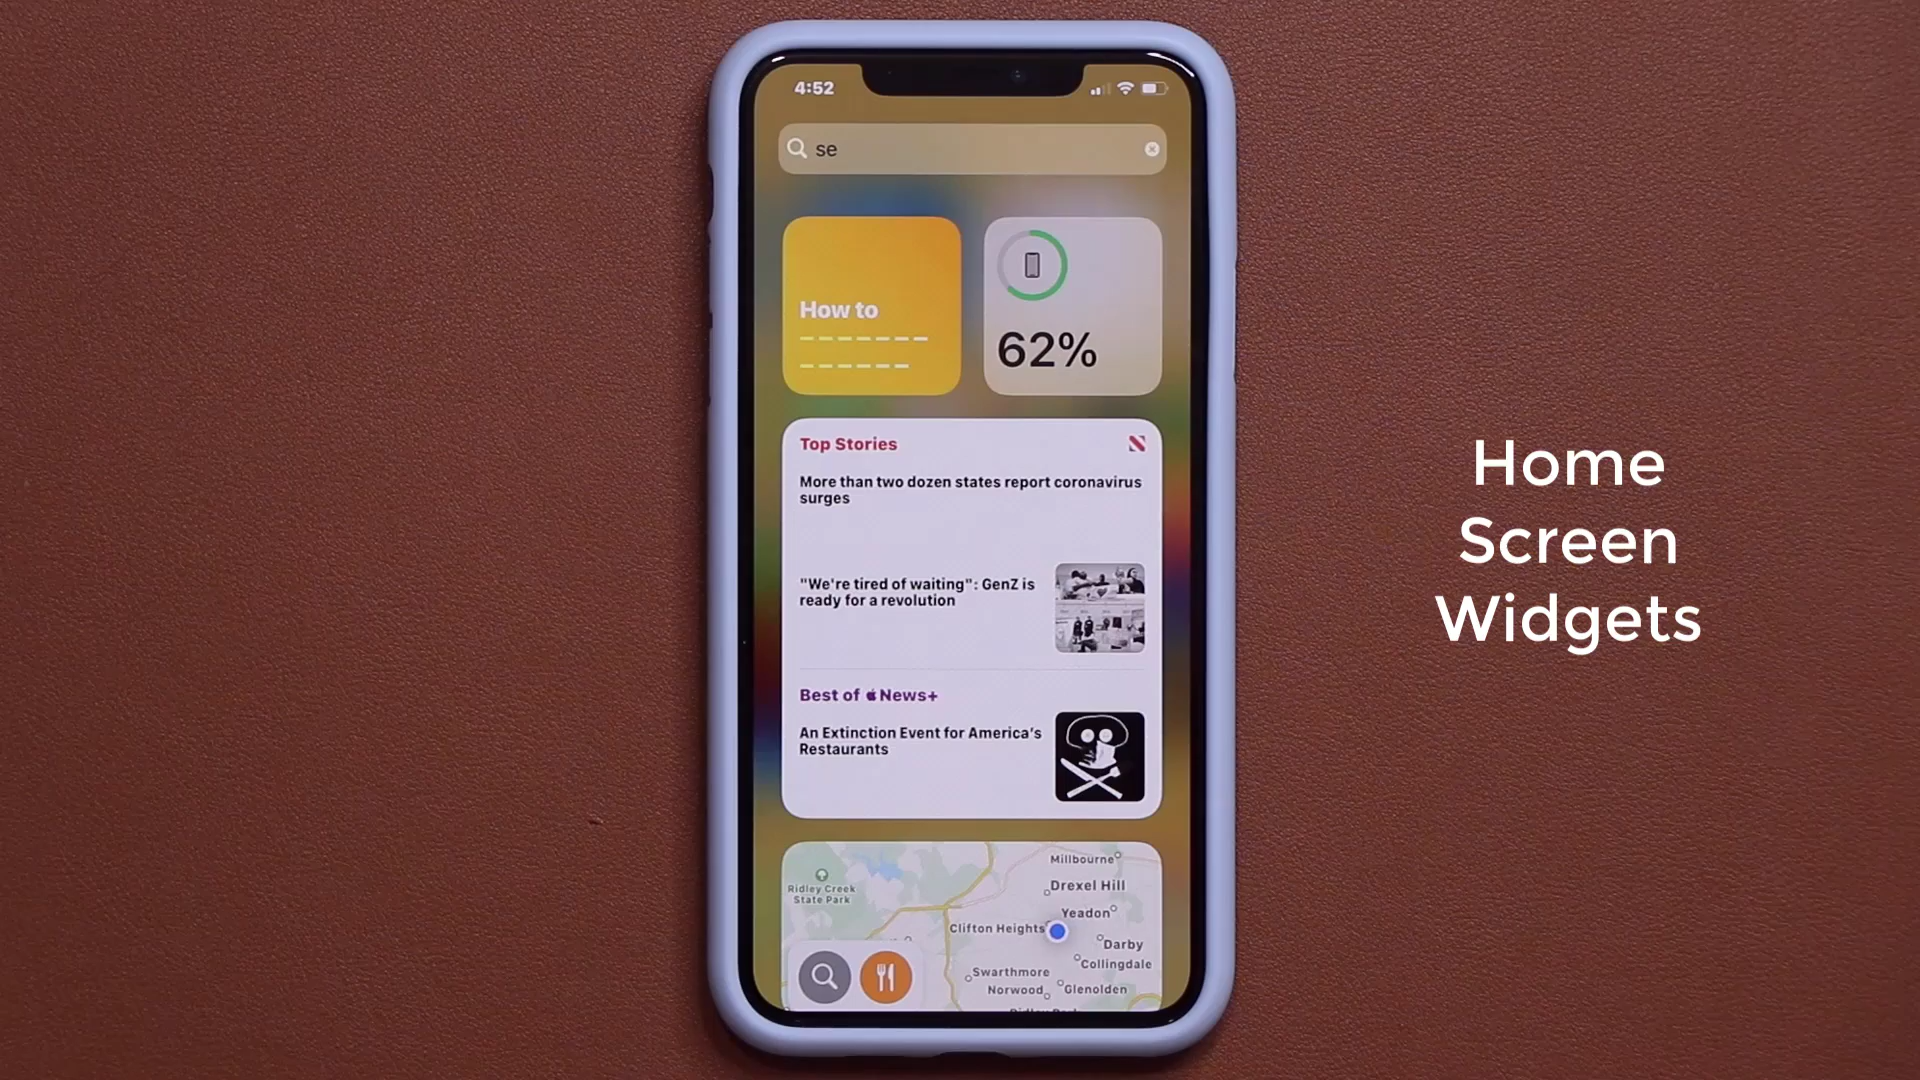 4:52
se
How to
62%
Top Stories
More than two dozen states report coronavirus
surges
"We're tired of waiting": GenZ is
ready for a revolution
Best of News+
An Extinction Event for America's
Restaurants
Millbourne
Ridley Creek
State Park
Drexel Hill
Yeadon
Clifton Heights
Darby
Collingdale
Swarthmore
Norwood
Glenolden
Home
Screen
Widgets